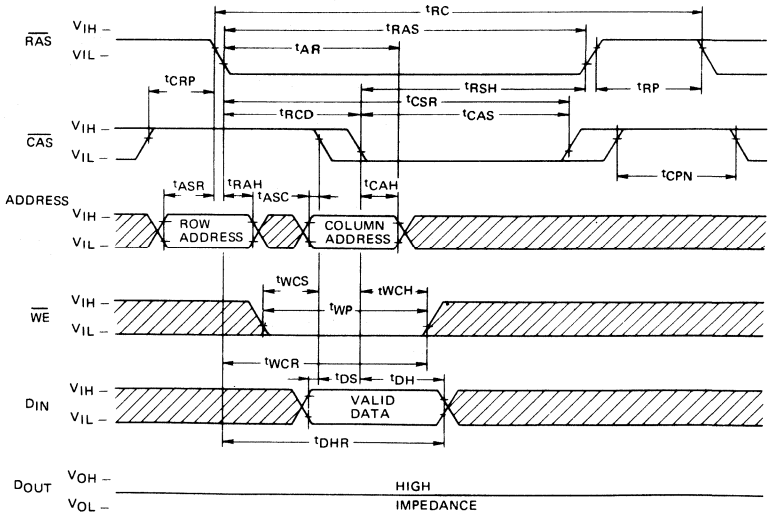 tRC
VIH
RAS
VIL
tRAS
tAR
tCRP
tRSH
tRP
tCSR
tRCD
tCAS
VIH
CAS
VIL
tCPN
tASR
tRAH
tASC
tCAH
ADDRESS
VIH
VIL
ROW
ADDRESS
COLUMN
ADDRESS
tWCS
tWCH
VIH
WE
VIL
tWP
tWCR
tDS
tDH
VIH
DIN
VIL
VALID
DATA
tDHR
VOH
DOUT
VOL
HIGH
IMPEDANCE